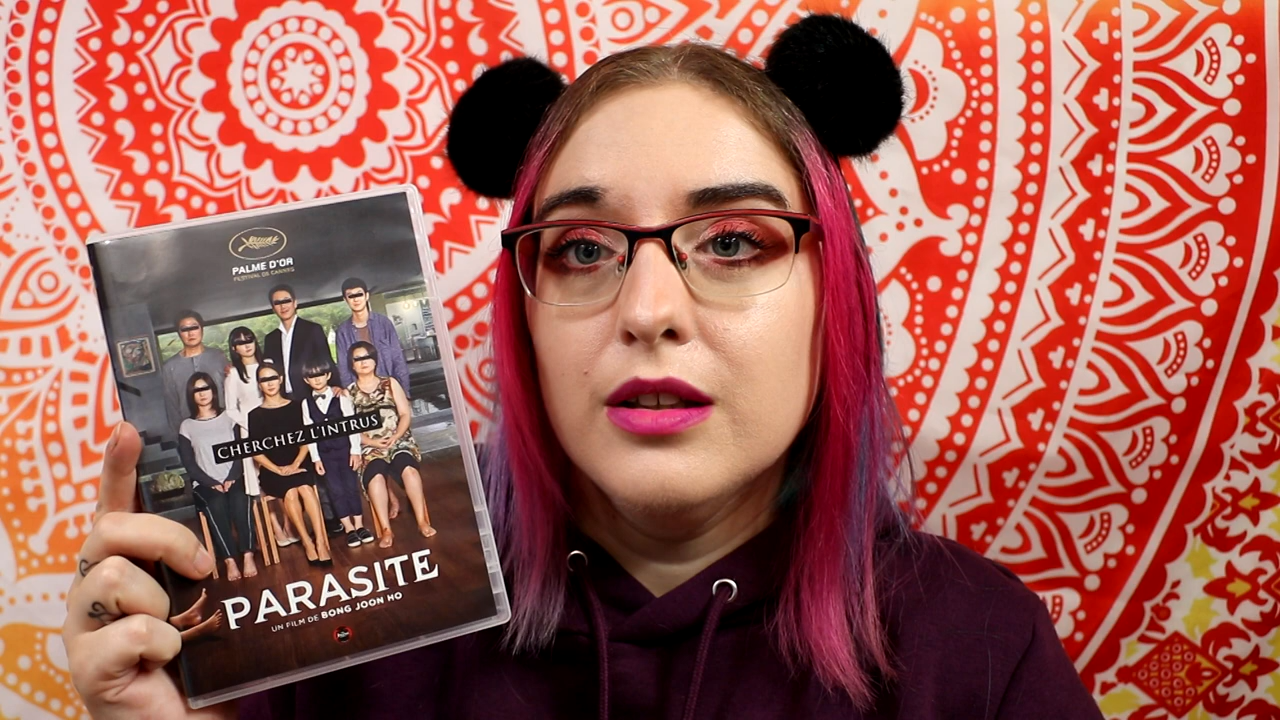 PALME D'OR
FESTIVAL DE CANNES
CHERCHEZ L'INTRUS
PARASITE
UN FILM DE BONG JOON HO